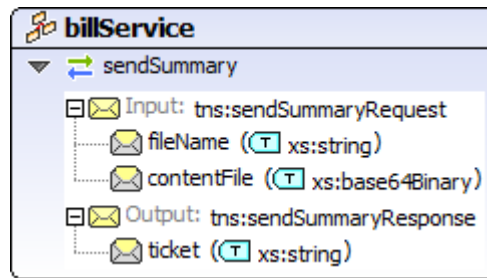 billService
sendSummary
Input: tns:sendSummaryRequest
fileName (T xs:string)
contentFile (T xs:base64Binary)
Output: tns:sendSummaryResponse
ticket (T xs:string)